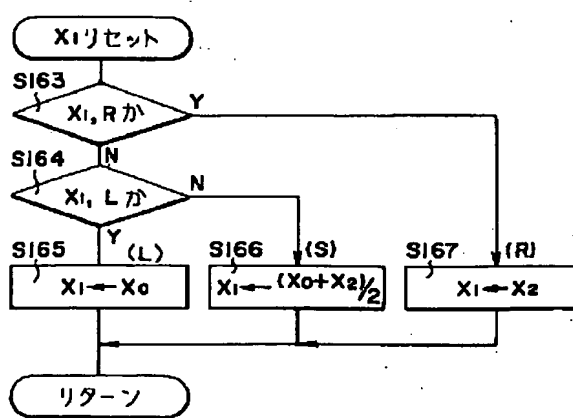 X1リセット
S163
X1, Rか
Y
N
S164
X1, Lか
N
Y
S165
(L)
X1←X0
S166
(S)
X1←(X0+X2)/2
S167
(R)
X1←X2
リターン